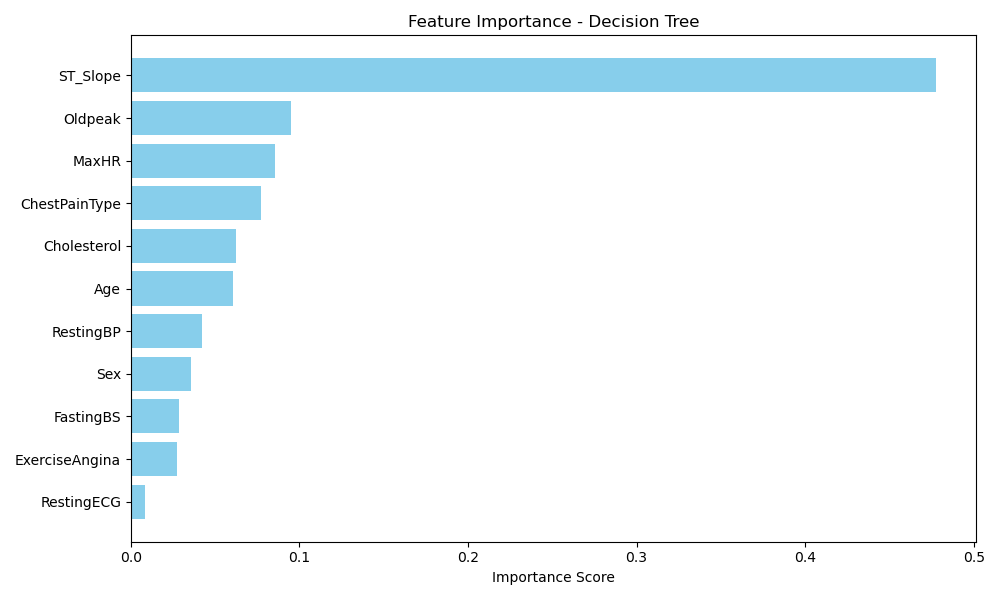 Feature Importance - Decision Tree
ST_Slope
Oldpeak
MaxHR
ChestPainType
Cholesterol
Age
RestingBP
Sex
FastingBS
ExerciseAngina
RestingECG
0.0 0.1 0.2 0.3 0.4 0.5
Importance Score